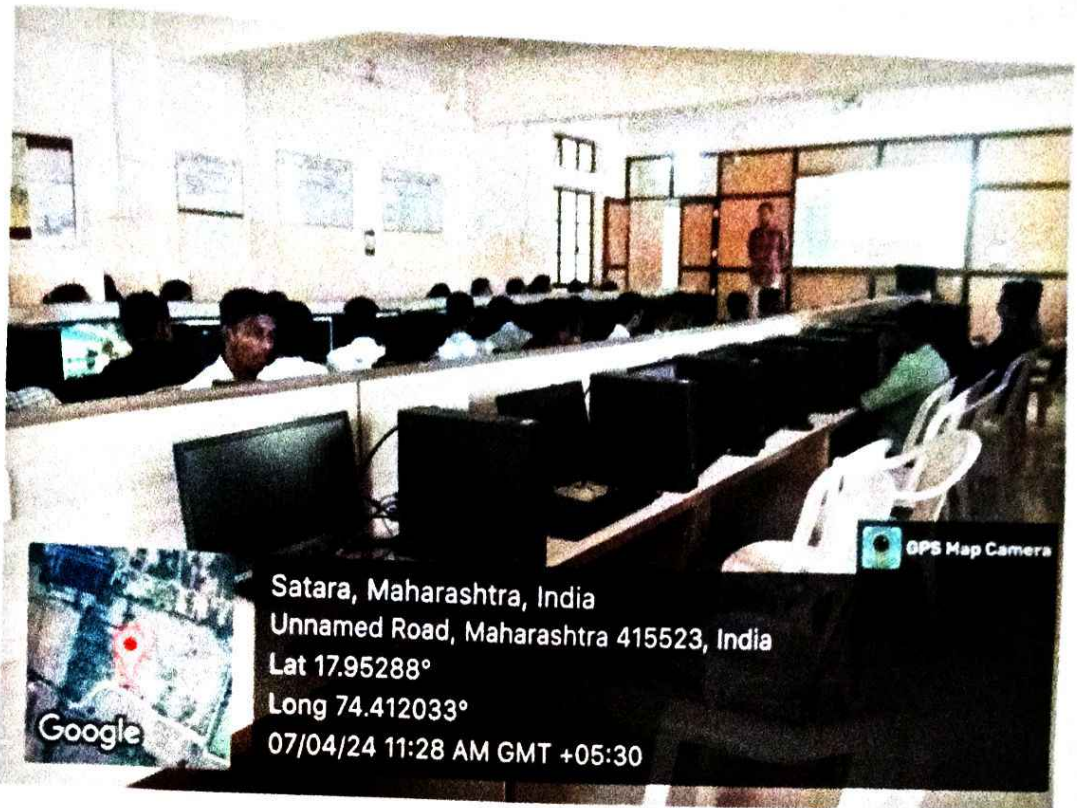 GPS Map Camera
Satara, Maharashtra, India
Unnamed Road, Maharashtra 415523, India
Lat 17.95288°
Long 74.412033°
07/04/24 11:28 AM GMT +05:30
Google